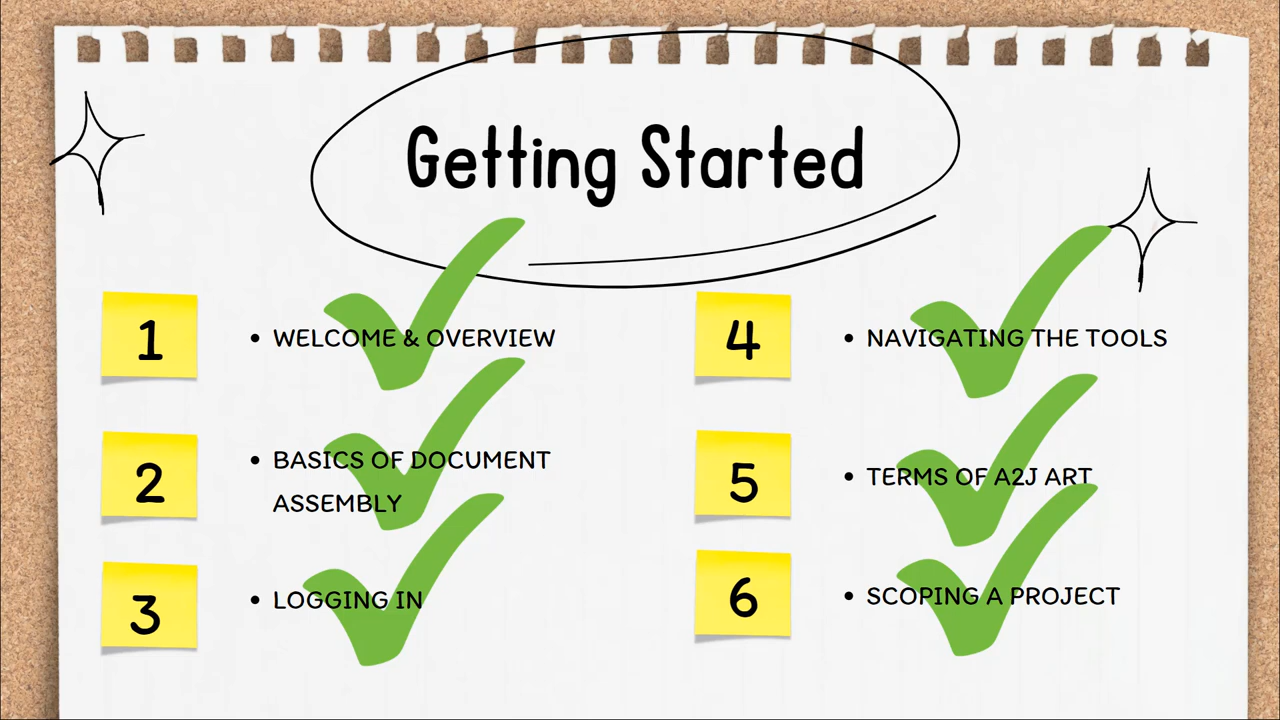 Getting Started
1
WELCOME & OVERVIEW
2
BASICS OF DOCUMENT
ASSEMBLY
3
LOGGING IN
4
NAVIGATING THE TOOLS
5
TERMS OF A2J ART
6
SCOPING A PROJECT